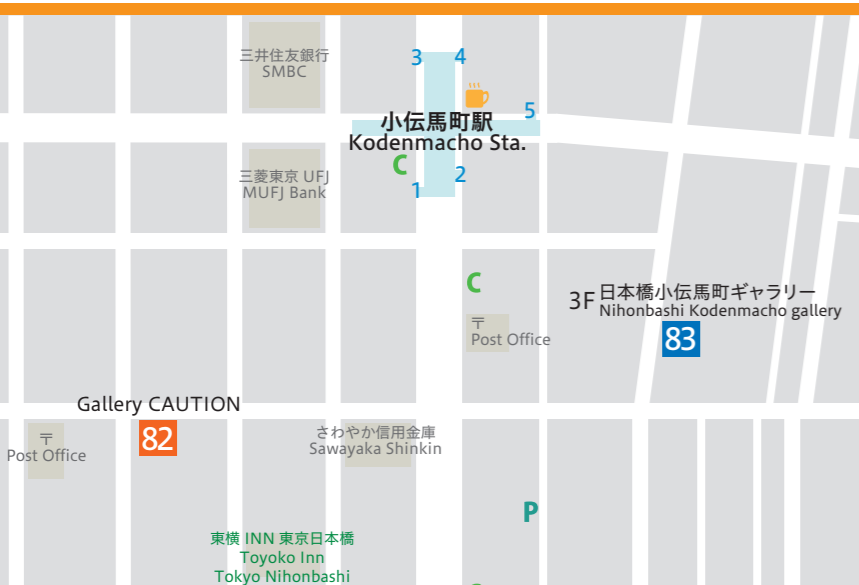 三井住友銀行
SMBC
3
4
5
小伝馬町駅
Kodenmacho Sta.
C
三菱東京 UFJ
MUFJ Bank
1
2
C
3F
日本橋小伝馬町ギャラリー
Nihonbashi Kodenmacho gallery
83
〒
Post Office
Gallery CAUTION
82
〒
Post Office
さわやか信用金庫
Sawayaka Shinkin
P
東横 INN 東京日本橋
Toyoko Inn
Tokyo Nihonbashi